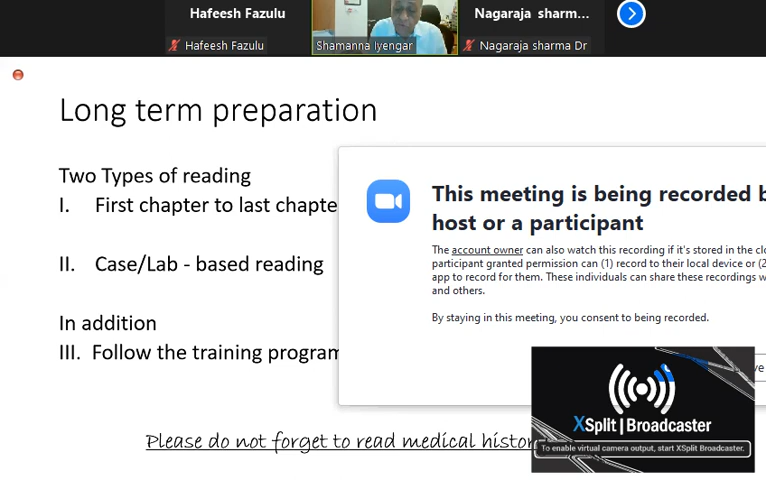 Hafeesh Fazulu
Nagaraja sharm...
Hafeesh Fazulu
Shamanna Iyengar
Nagaraja sharma Dr
Long term preparation
Two Types of reading
I. First chapter to last chapte
II. Case/Lab - based reading
In addition
III. Follow the training program
Please do not forget to read medical histor
This meeting is being recorded b
host or a participant
The account owner can also watch this recording if it's stored in the clo
participant granted permission can (1) record to their local device or (2
app to record for them. These individuals can share these recordings w
and others.
By staying in this meeting, you consent to being recorded.
ve
XSplit|Broadcaster
To enable virtual camera output, start XSplit Broadcaster.